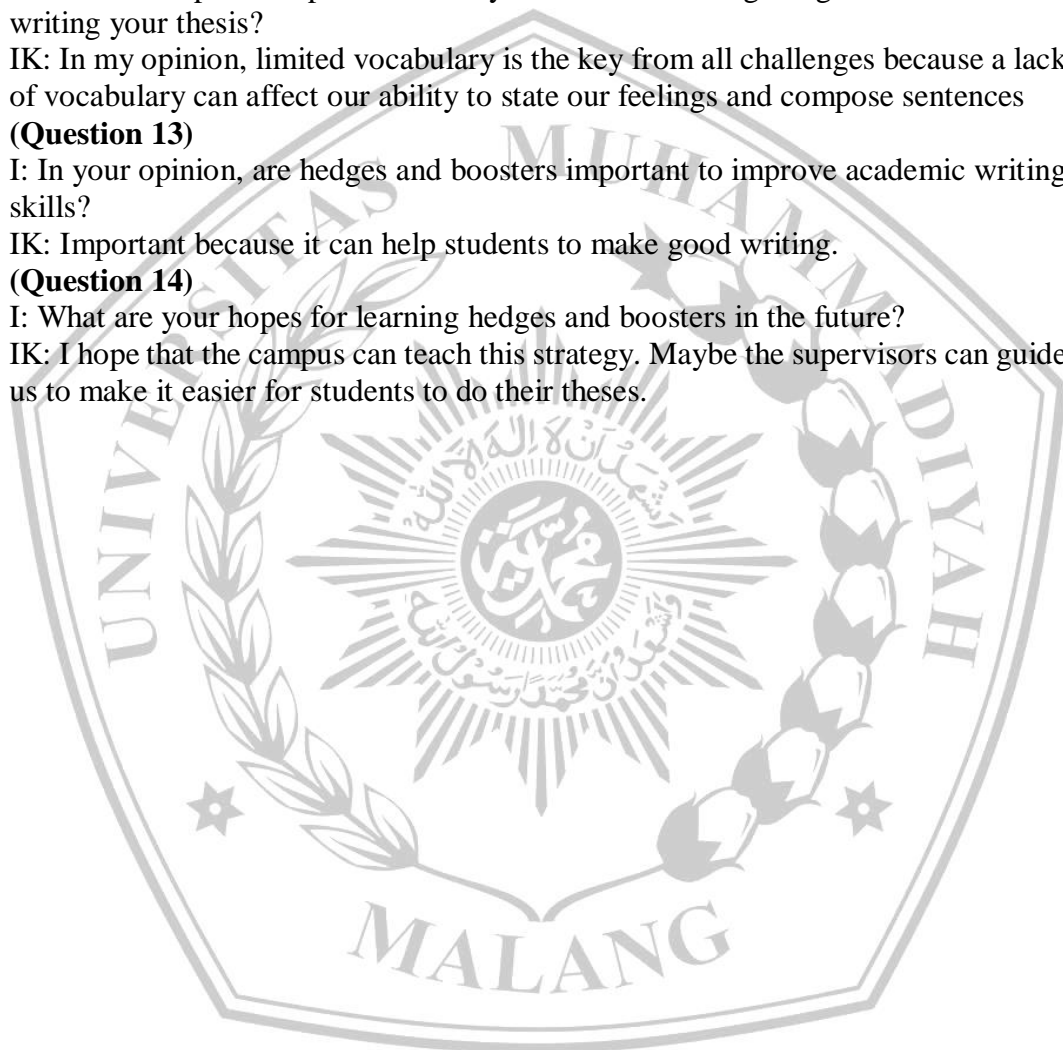 writing your thesis?
IK: In my opinion, limited vocabulary is the key from all challenges because a lack
of vocabulary can affect our ability to state our feelings and compose sentences
(Question 13)
I: In your opinion, are hedges and boosters important to improve academic writing
skills?
IK: Important because it can help students to make good writing.
(Question 14)
I: What are your hopes for learning hedges and boosters in the future?
IK: I hope that the campus can teach this strategy. Maybe the supervisors can guide
us to make it easier for students to do their theses.
UNIVERSITAS MUHAMMADIYAH
MALANG